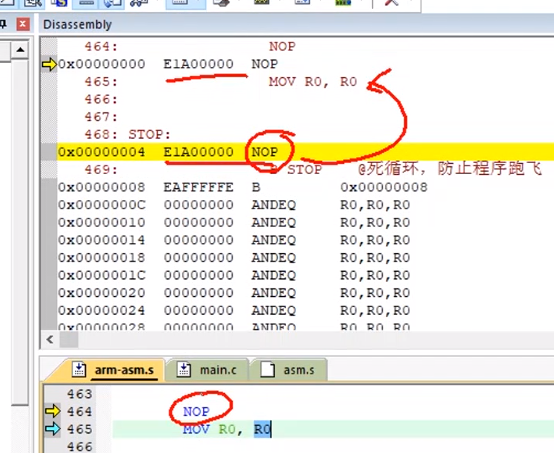 Disassembly
464: NOP
0x00000000 E1A00000 NOP
465: MOV R0, R0
466:
467:
468: STOP:
0x00000004 E1A00000 NOP
469: STOP @死循环，防止程序跑飞
0x00000008 EAFFFFFE B 0x00000008
0x0000000C 00000000 ANDEQ R0,R0,R0
0x00000010 00000000 ANDEQ R0,R0,R0
0x00000014 00000000 ANDEQ R0,R0,R0
0x00000018 00000000 ANDEQ R0,R0,R0
0x0000001C 00000000 ANDEQ R0,R0,R0
0x00000020 00000000 ANDEQ R0,R0,R0
0x00000024 00000000 ANDEQ R0,R0,R0
0x00000028 00000000 ANDEQ R0,R0,R0
arm-asm.s main.c asm.s
463
464 NOP
465 MOV R0, R0
466